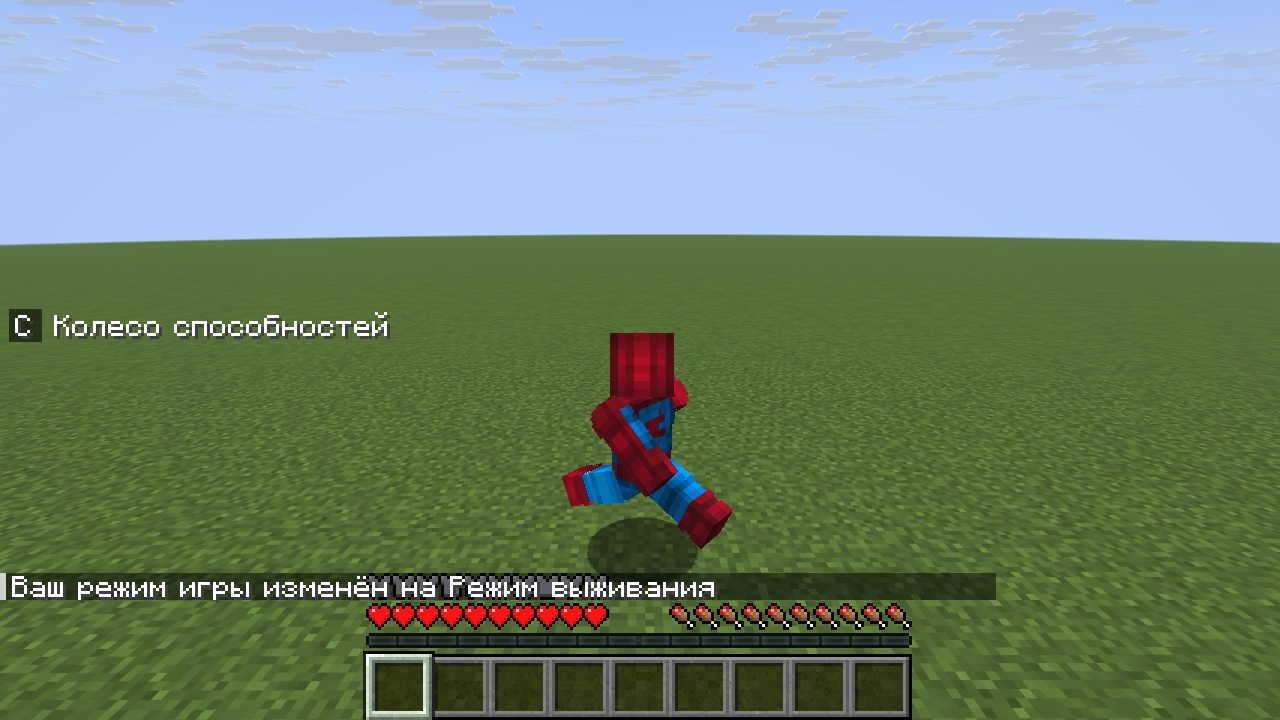 C Колесо способностей
Ваш режим игры изменён на Режим выживания